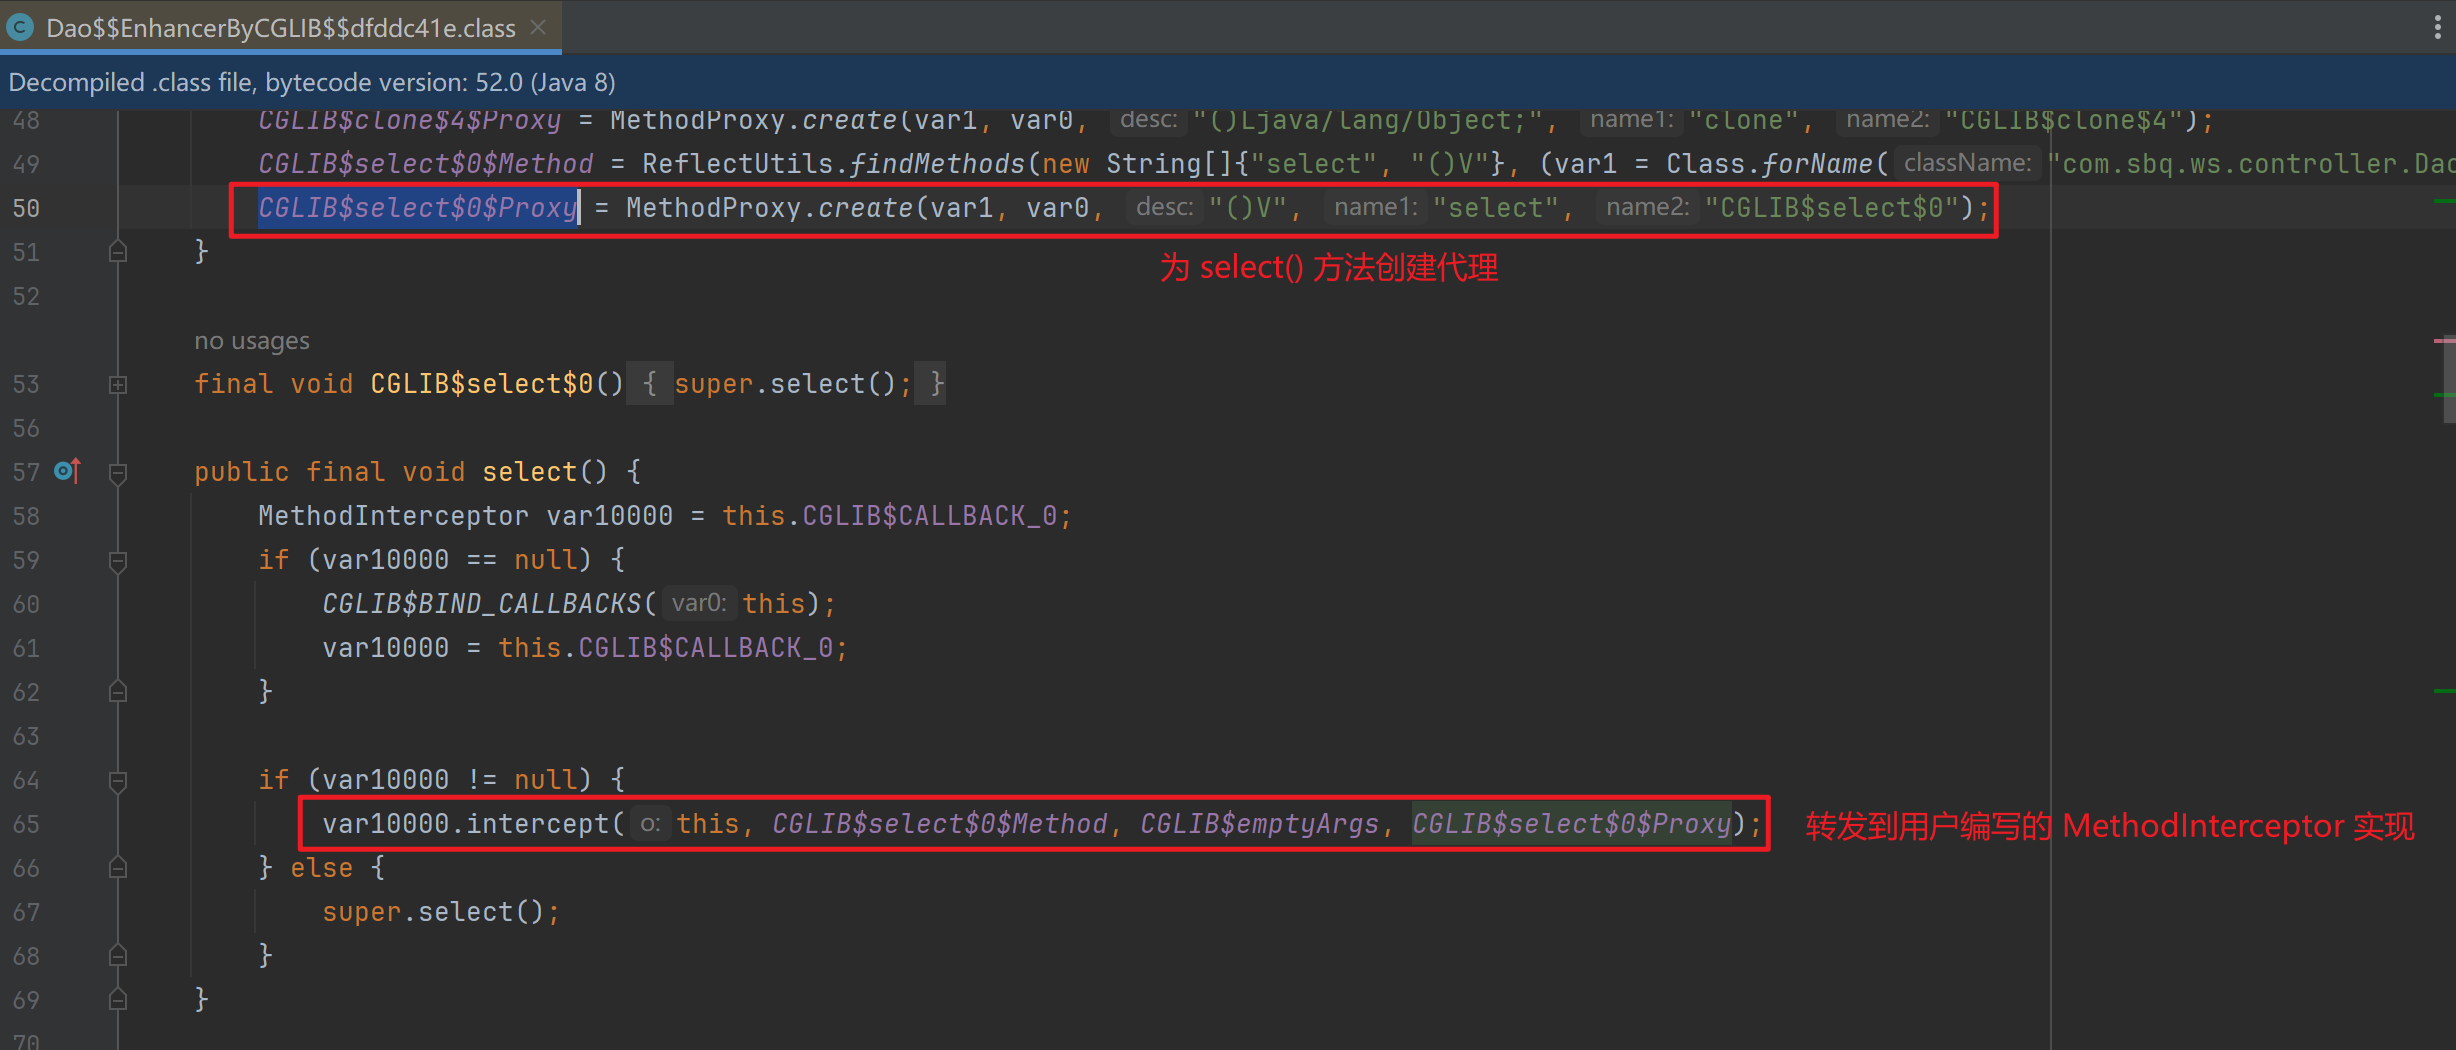 Dao$$EnhancerByCGLIB$$dfddc41e.class
Decompiled .class file, bytecode version: 52.0 (Java 8)
48 CGLIB$clone$4$Proxy = MethodProxy.create(var1, var0, desc: "()Ljava/lang/Object;", name1: "clone", name2: "CGLIB$clone$4");
49 CGLIB$select$0$Method = ReflectUtils.findMethods(new String[]{"select", "()V"}, (var1 = Class.forName( className: "com.sbq.ws.controller.Dao
50 CGLIB$select$0$Proxy = MethodProxy.create(var1, var0, desc: "()V", name1: "select", name2: "CGLIB$select$0");
51 }
为 select() 方法创建代理
52
no usages
53 final void CGLIB$select$0() { super.select(); }
56
57 public final void select() {
58 MethodInterceptor var10000 = this.CGLIB$CALLBACK_0;
59 if (var10000 == null) {
60 CGLIB$BIND_CALLBACKS( var0: this);
61 var10000 = this.CGLIB$CALLBACK_0;
62 }
63
64 if (var10000 != null) {
65 var10000.intercept( o: this, CGLIB$select$0$Method, CGLIB$emptyArgs, CGLIB$select$0$Proxy); 转发到用户编写的 MethodInterceptor 实现
66 } else {
67 super.select();
68 }
69 }
70